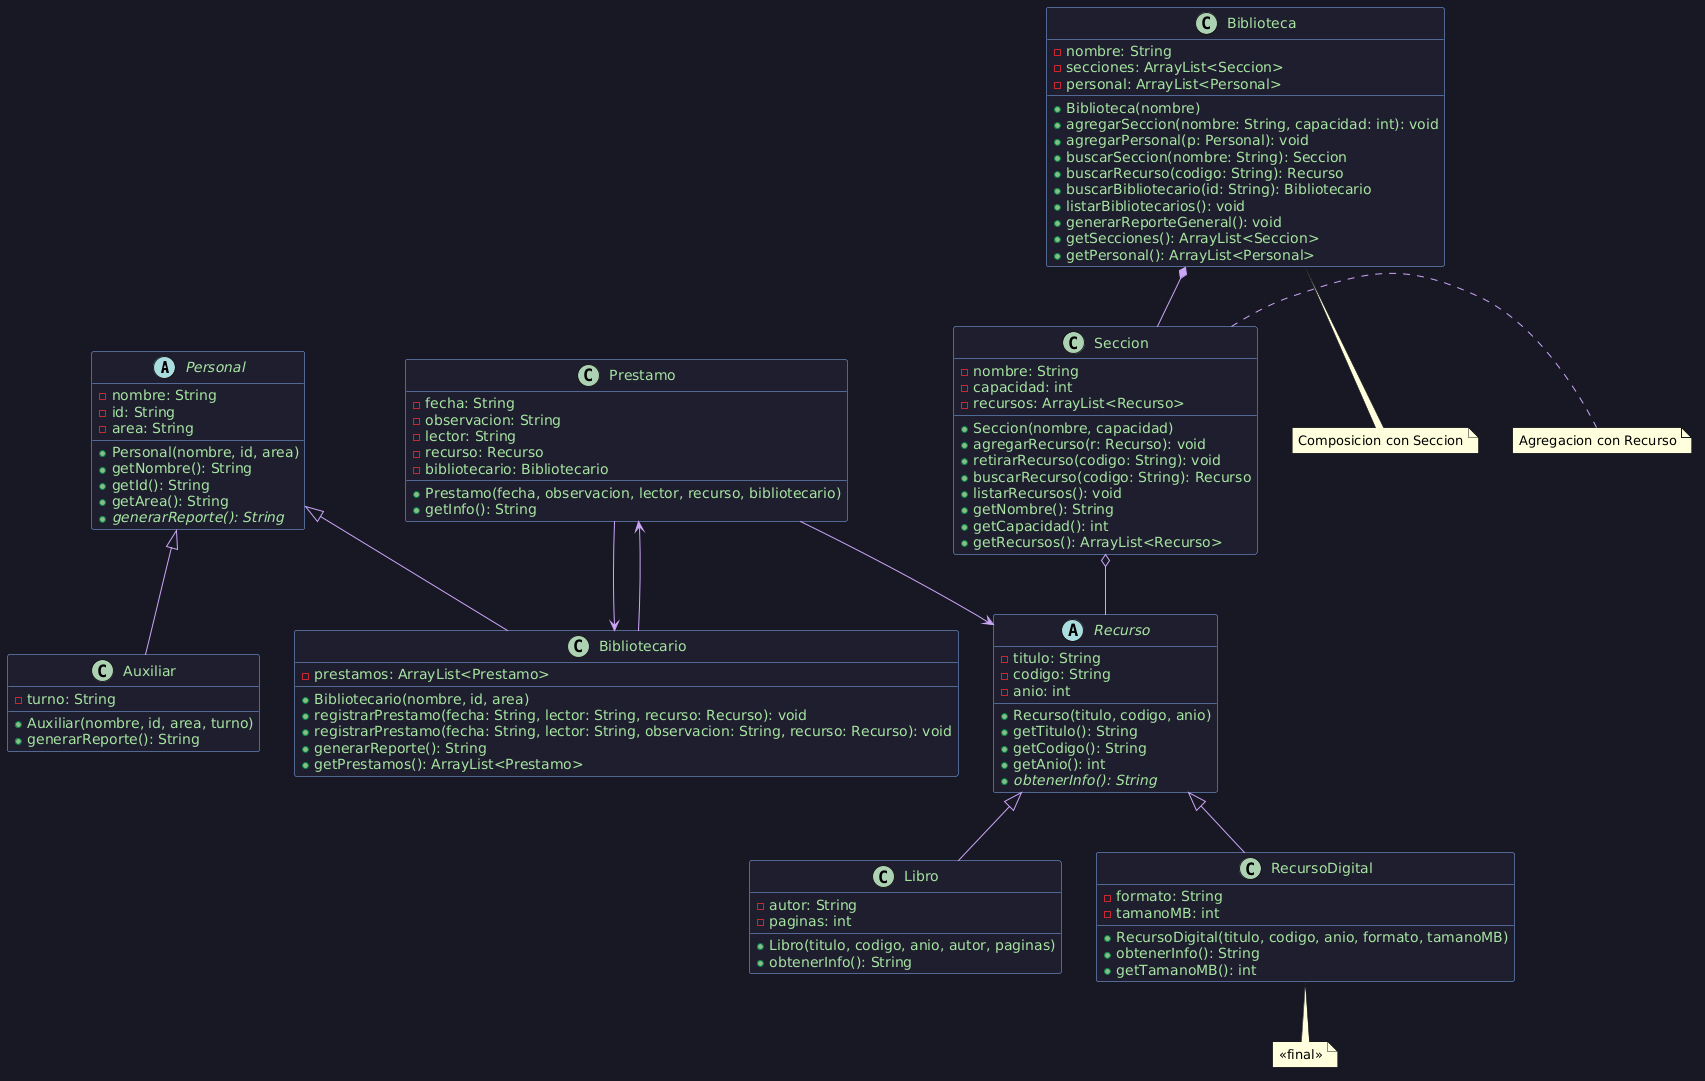 Biblioteca
nombre: String
secciones: ArrayList<Seccion>
personal: ArrayList<Personal>
Biblioteca(nombre)
agregarSeccion(nombre: String, capacidad: int): void
agregarPersonal(p: Personal): void
buscarSeccion(nombre: String): Seccion
buscarRecurso(codigo: String): Recurso
buscarBibliotecario(id: String): Bibliotecario
listarBibliotecarios(): void
generarReporteGeneral(): void
getSecciones(): ArrayList<Seccion>
getPersonal(): ArrayList<Personal>
Personal
nombre: String
id: String
area: String
Personal(nombre, id, area)
getNombre(): String
getId(): String
getArea(): String
generarReporte(): String
Prestamo
fecha: String
observacion: String
lector: String
recurso: Recurso
bibliotecario: Bibliotecario
Prestamo(fecha, observacion, lector, recurso, bibliotecario)
getInfo(): String
Seccion
nombre: String
capacidad: int
recursos: ArrayList<Recurso>
Seccion(nombre, capacidad)
agregarRecurso(r: Recurso): void
retirarRecurso(codigo: String): void
buscarRecurso(codigo: String): Recurso
listarRecursos(): void
getNombre(): String
getCapacidad(): int
getRecursos(): ArrayList<Recurso>
Composicion con Seccion
Agregacion con Recurso
Auxiliar
turno: String
Auxiliar(nombre, id, area, turno)
generarReporte(): String
Bibliotecario
prestamos: ArrayList<Prestamo>
Bibliotecario(nombre, id, area)
registrarPrestamo(fecha: String, lector: String, recurso: Recurso): void
registrarPrestamo(fecha: String, lector: String, observacion: String, recurso: Recurso): void
generarReporte(): String
getPrestamos(): ArrayList<Prestamo>
Recurso
titulo: String
codigo: String
anio: int
Recurso(titulo, codigo, anio)
getTitulo(): String
getCodigo(): String
getAnio(): int
obtenerInfo(): String
Libro
autor: String
paginas: int
Libro(titulo, codigo, anio, autor, paginas)
obtenerInfo(): String
RecursoDigital
formato: String
tamanoMB: int
RecursoDigital(titulo, codigo, anio, formato, tamanoMB)
obtenerInfo(): String
getTamanoMB(): int
«final»